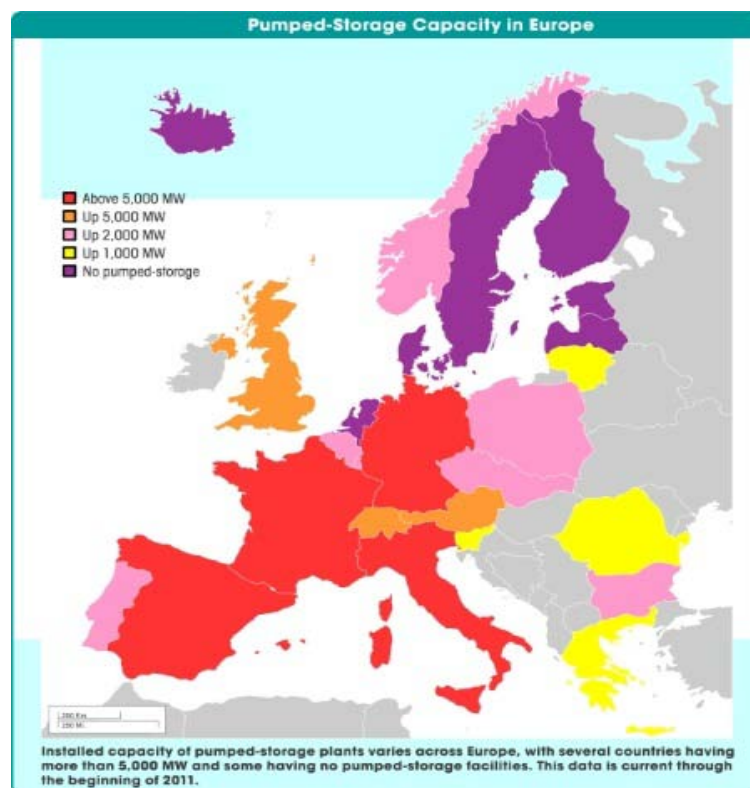 Pumped-Storage Capacity in Europe
Above 5,000 MW
Up 5,000 MW
Up 2,000 MW
Up 1,000 MW
No pumped-storage
Installed capacity of pumped-storage plants varies across Europe, with several countries having
more than 5,000 MW and some having no pumped-storage facilities. This data is current through
the beginning of 2011.